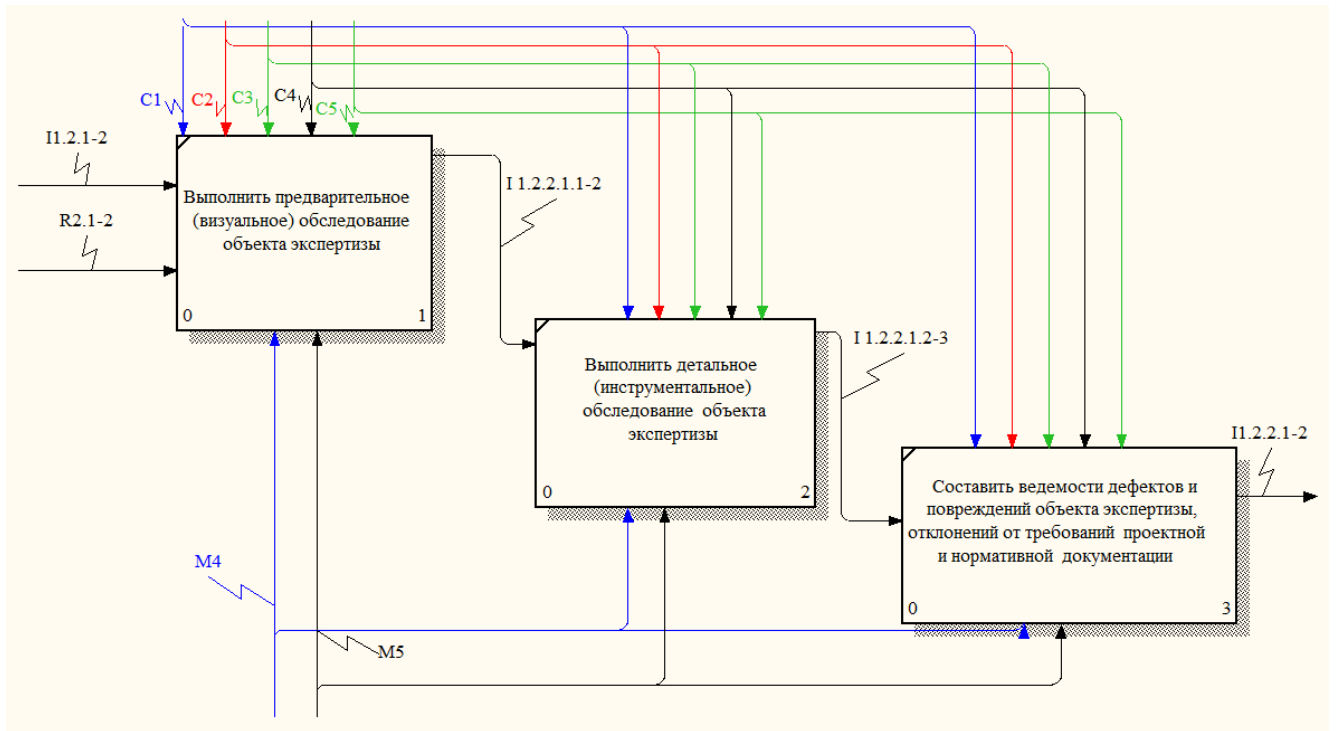 C1
C2
C3
C4
C5
I1.2.1-2
R2.1-2
Выполнить предварительное
(визуальное) обследование
объекта экспертизы
0
1
I 1.2.2.1.1-2
Выполнить детальное
(инструментальное)
обследование объекта
экспертизы
0
2
I 1.2.2.1.2-3
Составить ведомости дефектов и
повреждений объекта экспертизы,
отклонений от требований проектной
и нормативной документации
0
3
I1.2.2.1-2
M4
M5